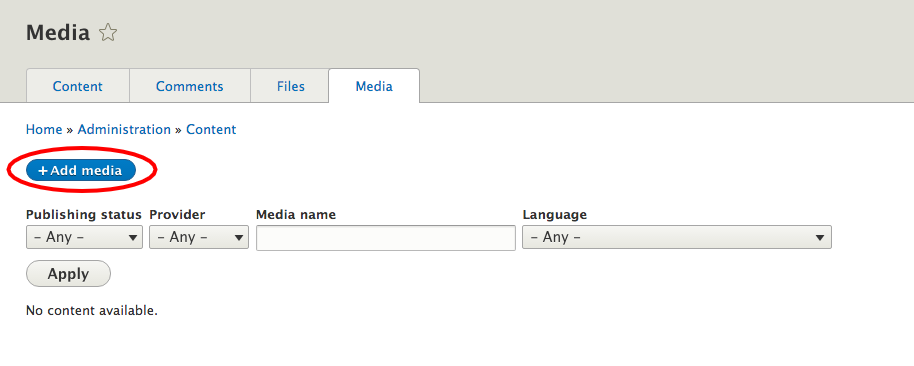 Media
Content Comments Files Media
Home » Administration » Content
+Add media
Publishing status Provider Media name Language
– Any – – Any – – Any –
Apply
No content available.